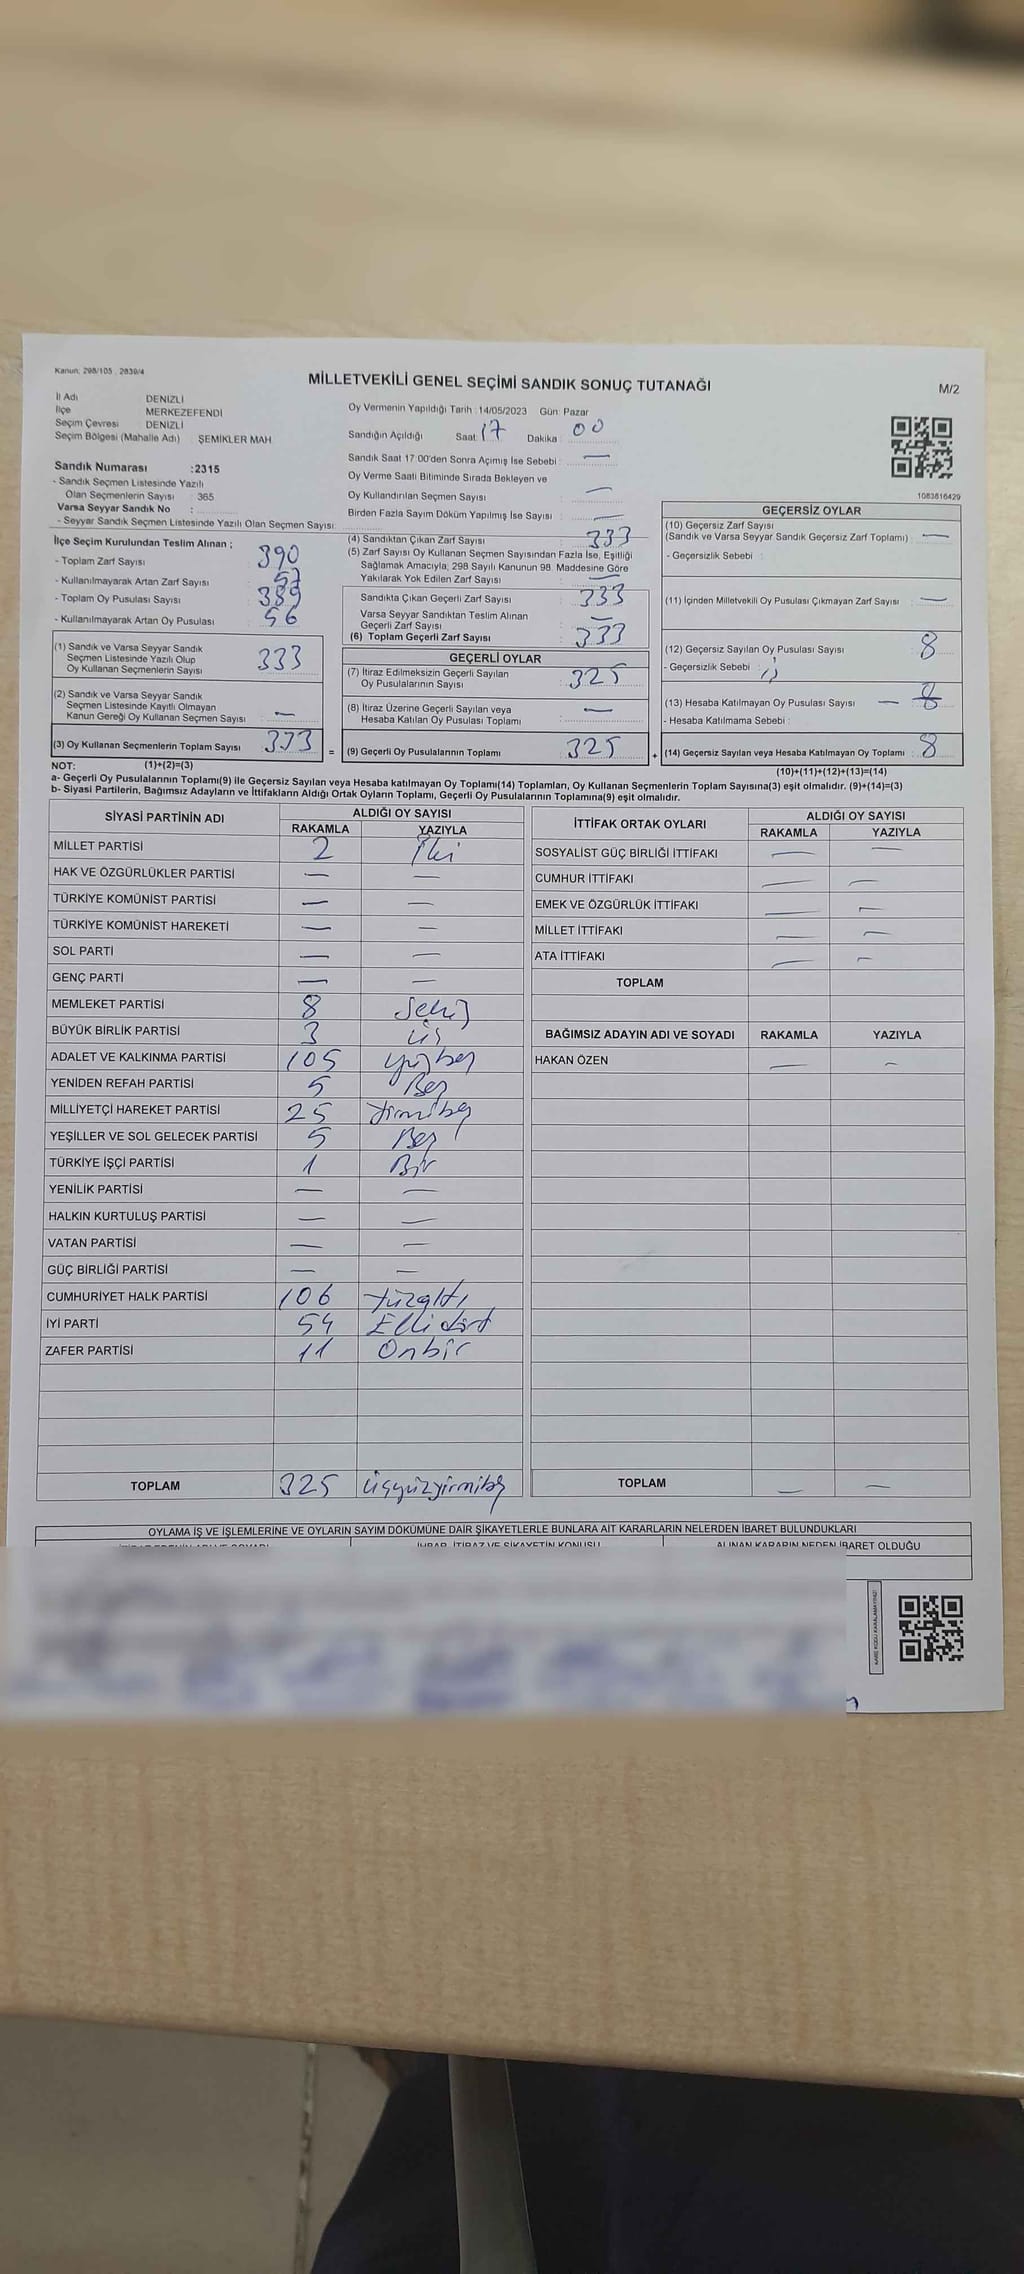 Kanun; 298/105 , 2839/4
MİLLETVEKİLİ GENEL SEÇİMİ SANDIK SONUÇ TUTANAĞI
M/2
İl Adı DENİZLİ
İlçe MERKEZEFENDİ
Seçim Çevresi DENİZLİ
Seçim Bölgesi (Mahalle Adı) : ŞEMİKLER MAH
Sandık Numarası :2315
- Sandık Seçmen Listesinde Yazılı
Olan Seçmenlerin Sayısı : 365
Varsa Seyyar Sandık No :
- Seyyar Sandık Seçmen Listesinde Yazılı Olan Seçmen Sayısı:
Oy Vermenin Yapıldığı Tarih :14/05/2023 Gün: Pazar
Sandığın Açıldığı Saat: 17 Dakika : 00
Sandık Saat 17:00'den Sonra Açımış İse Sebebi : —
Oy Verme Saati Bitiminde Sırada Bekleyen ve
Oy Kullandırılan Seçmen Sayısı : —
Birden Fazla Sayım Döküm Yapılmış İse Sayısı : —
1083816429
İlçe Seçim Kurulundan Teslim Alınan ;
- Toplam Zarf Sayısı : 390
- Kullanılmayarak Artan Zarf Sayısı : 57
- Toplam Oy Pusulası Sayısı : 389
- Kullanılmayarak Artan Oy Pusulası : 56
(1) Sandık ve Varsa Seyyar Sandık
Seçmen Listesinde Yazılı Olup
Oy Kullanan Seçmenlerin Sayısı : 333
(2) Sandık ve Varsa Seyyar Sandık
Seçmen Listesinde Kayıtlı Olmayan
Kanun Gereği Oy Kullanan Seçmen Sayısı : —
(3) Oy Kullanan Seçmenlerin Toplam Sayısı : 333
(4) Sandıktan Çıkan Zarf Sayısı : 333
(5) Zarf Sayısı Oy Kullanan Seçmen Sayısından Fazla İse, Eşitliği
Sağlamak Amacıyla, 298 Sayılı Kanunun 98. Maddesine Göre
Yakılarak Yok Edilen Zarf Sayısı : —
Sandıkta Çıkan Geçerli Zarf Sayısı : 333
Varsa Seyyar Sandıktan Teslim Alınan
Geçerli Zarf Sayısı : —
(6) Toplam Geçerli Zarf Sayısı : 333
GEÇERLİ OYLAR
(7) İtiraz Edilmeksizin Geçerli Sayılan
Oy Pusulalarının Sayısı : 325
(8) İtiraz Üzerine Geçerli Sayılan veya
Hesaba Katılan Oy Pusulası Toplamı : —
= (9) Geçerli Oy Pusulalarının Toplamı 325
GEÇERSİZ OYLAR
(10) Geçersiz Zarf Sayısı
(Sandık ve Varsa Seyyar Sandık Geçersiz Zarf Toplamı) : —
- Geçersizlik Sebebi :
(11) İçinden Milletvekili Oy Pusulası Çıkmayan Zarf Sayısı : —
(12) Geçersiz Sayılan Oy Pusulası Sayısı : 8
- Geçersizlik Sebebi :
(13) Hesaba Katılmayan Oy Pusulası Sayısı : — 8
- Hesaba Katılmama Sebebi :
+ (14) Geçersiz Sayılan veya Hesaba Katılmayan Oy Toplamı : 8
NOT: (1)+(2)=(3)
(10)+(11)+(12)+(13)=(14)
a- Geçerli Oy Pusulalarının Toplamı(9) ile Geçersiz Sayılan veya Hesaba katılmayan Oy Toplamı(14) Toplamları, Oy Kullanan Seçmenlerin Toplam Sayısına(3) eşit olmalıdır. (9)+(14)=(3)
b- Siyasi Partilerin, Bağımsız Adayların ve İttifakların Aldığı Ortak Oyların Toplamı, Geçerli Oy Pusulalarının Toplamına(9) eşit olmalıdır.
SİYASİ PARTİNİN ADI ALDIĞI OY SAYISI
RAKAMLA YAZIYLA
MİLLET PARTİSİ 2 İki
HAK VE ÖZGÜRLÜKLER PARTİSİ — —
TÜRKİYE KOMÜNİST PARTİSİ — —
TÜRKİYE KOMÜNİST HAREKETİ — —
SOL PARTİ — —
GENÇ PARTİ — —
MEMLEKET PARTİSİ 8 Sekiz
BÜYÜK BİRLİK PARTİSİ 3 Üç
ADALET VE KALKINMA PARTİSİ 105 yüzbeş
YENİDEN REFAH PARTİSİ 5 Beş
MİLLİYETÇİ HAREKET PARTİSİ 25 Yirmibeş
YEŞİLLER VE SOL GELECEK PARTİSİ 5 Beş
TÜRKİYE İŞÇİ PARTİSİ 1 Bir
YENİLİK PARTİSİ — —
HALKIN KURTULUŞ PARTİSİ — —
VATAN PARTİSİ — —
GÜÇ BİRLİĞİ PARTİSİ — —
CUMHURİYET HALK PARTİSİ 106 Yüzaltı
İYİ PARTİ 54 Ellidört
ZAFER PARTİSİ 11 Onbir
TOPLAM 325 üçyüzyirmibeş
İTTİFAK ORTAK OYLARI ALDIĞI OY SAYISI
RAKAMLA YAZIYLA
SOSYALİST GÜÇ BİRLİĞİ İTTİFAKI — —
CUMHUR İTTİFAKI — —
EMEK VE ÖZGÜRLÜK İTTİFAKI — —
MİLLET İTTİFAKI — —
ATA İTTİFAKI — —
TOPLAM
BAĞIMSIZ ADAYIN ADI VE SOYADI RAKAMLA YAZIYLA
HAKAN ÖZEN — —
TOPLAM — —
OYLAMA İŞ VE İŞLEMLERİNE VE OYLARIN SAYIM DÖKÜMÜNE DAİR ŞİKAYETLERLE BUNLARA AİT KARARLARIN NELERDEN İBARET BULUNDUKLARI
İHBAR, İTİRAZ VE ŞİKAYETİN KONUSU ALINAN KARARIN NEDEN İBARET OLDUĞU
KARE KODU KARALAMAYINIZ!